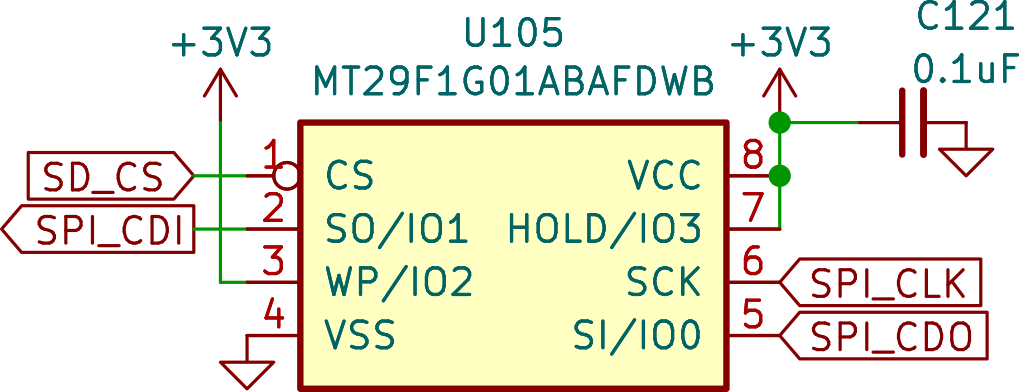 C121
0.1uF
+3V3
U105
MT29F1G01ABAFDWB
+3V3
1
CS
VCC
8
SD_CS
2
SO/IO1
HOLD/IO3
7
SPI_CDI
3
WP/IO2
SCK
6
SPI_CLK
4
VSS
SI/IO0
5
SPI_CDO